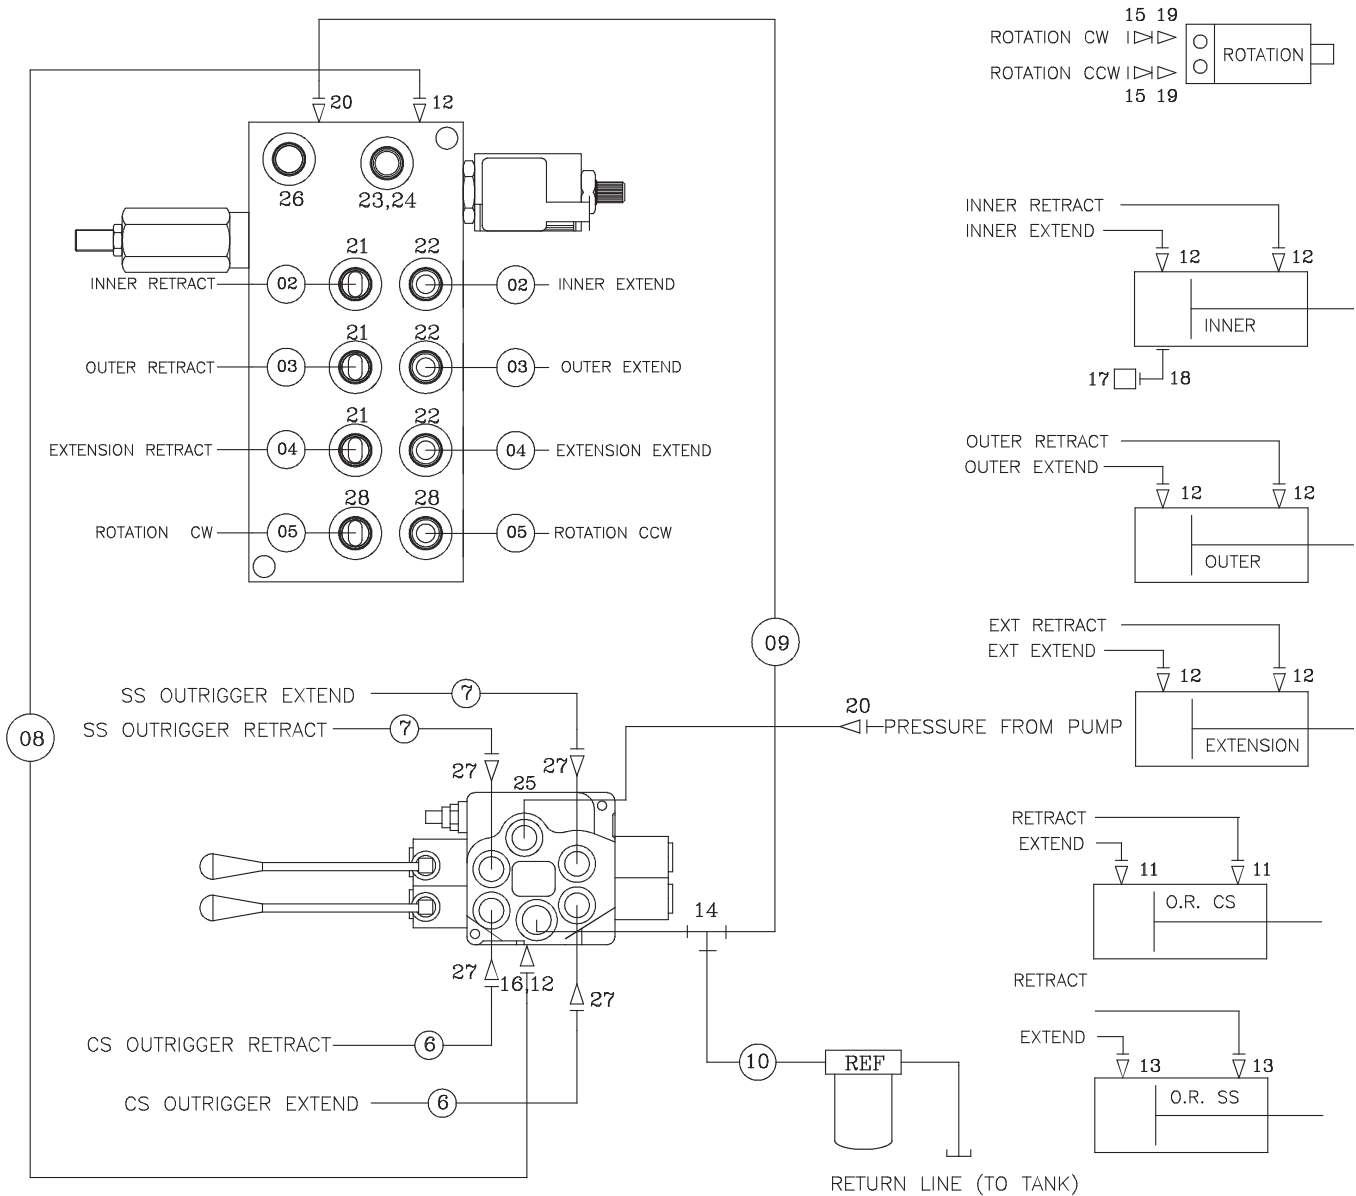 15 19
ROTATION CW
ROTATION
ROTATION CCW
15 19
20
12
26
23,24
21
22
INNER RETRACT
02
02
INNER EXTEND
21
22
OUTER RETRACT
03
03
OUTER EXTEND
21
22
EXTENSION RETRACT
04
04
EXTENSION EXTEND
28
28
ROTATION CW
05
05
ROTATION CCW
INNER RETRACT
INNER EXTEND
12
12
INNER
17
18
OUTER RETRACT
OUTER EXTEND
12
12
OUTER
09
EXT RETRACT
EXT EXTEND
12
12
EXTENSION
08
SS OUTRIGGER EXTEND
7
SS OUTRIGGER RETRACT
7
20
PRESSURE FROM PUMP
27
27
25
RETRACT
EXTEND
11
11
O.R. CS
14
27
16,12
27
CS OUTRIGGER RETRACT
6
CS OUTRIGGER EXTEND
6
10
REF
RETURN LINE (TO TANK)
RETRACT
EXTEND
13
13
O.R. SS